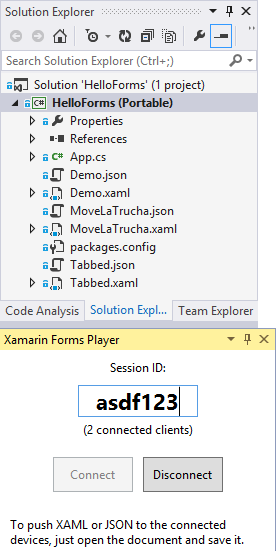 Solution Explorer
Search Solution Explorer (Ctrl+;)
Solution 'HelloForms' (1 project)
C# HelloForms (Portable)
Properties
References
C# App.cs
Demo.json
Demo.xaml
MoveLaTrucha.json
MoveLaTrucha.xaml
packages.config
Tabbed.json
Tabbed.xaml
Code Analysis Solution Expl... Team Explorer
Xamarin Forms Player
Session ID:
asdf123
(2 connected clients)
Connect Disconnect
To push XAML or JSON to the connected
devices, just open the document and save it.